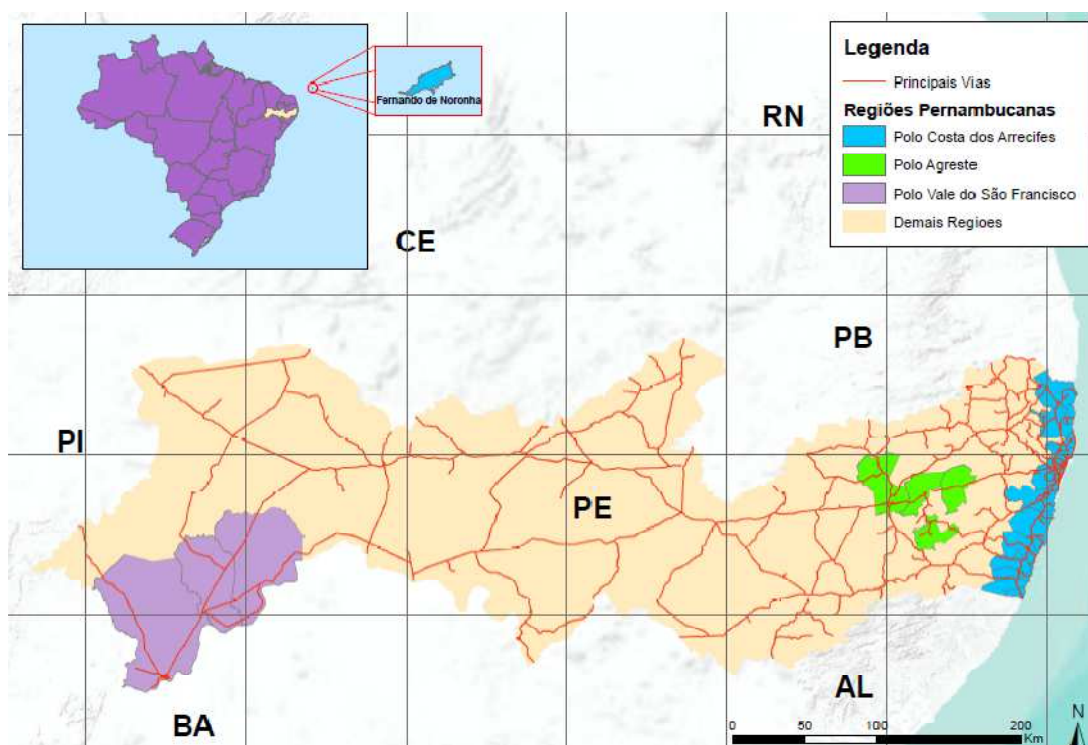 Fernando de Noronha
Legenda
Principais Vias
Regiões Pernambucanas
Polo Costa dos Arrecifes
Polo Agreste
Polo Vale do São Francisco
Demais Regioes
RN
CE
PB
PI
PE
AL
BA
N
0 50 100 200
Km